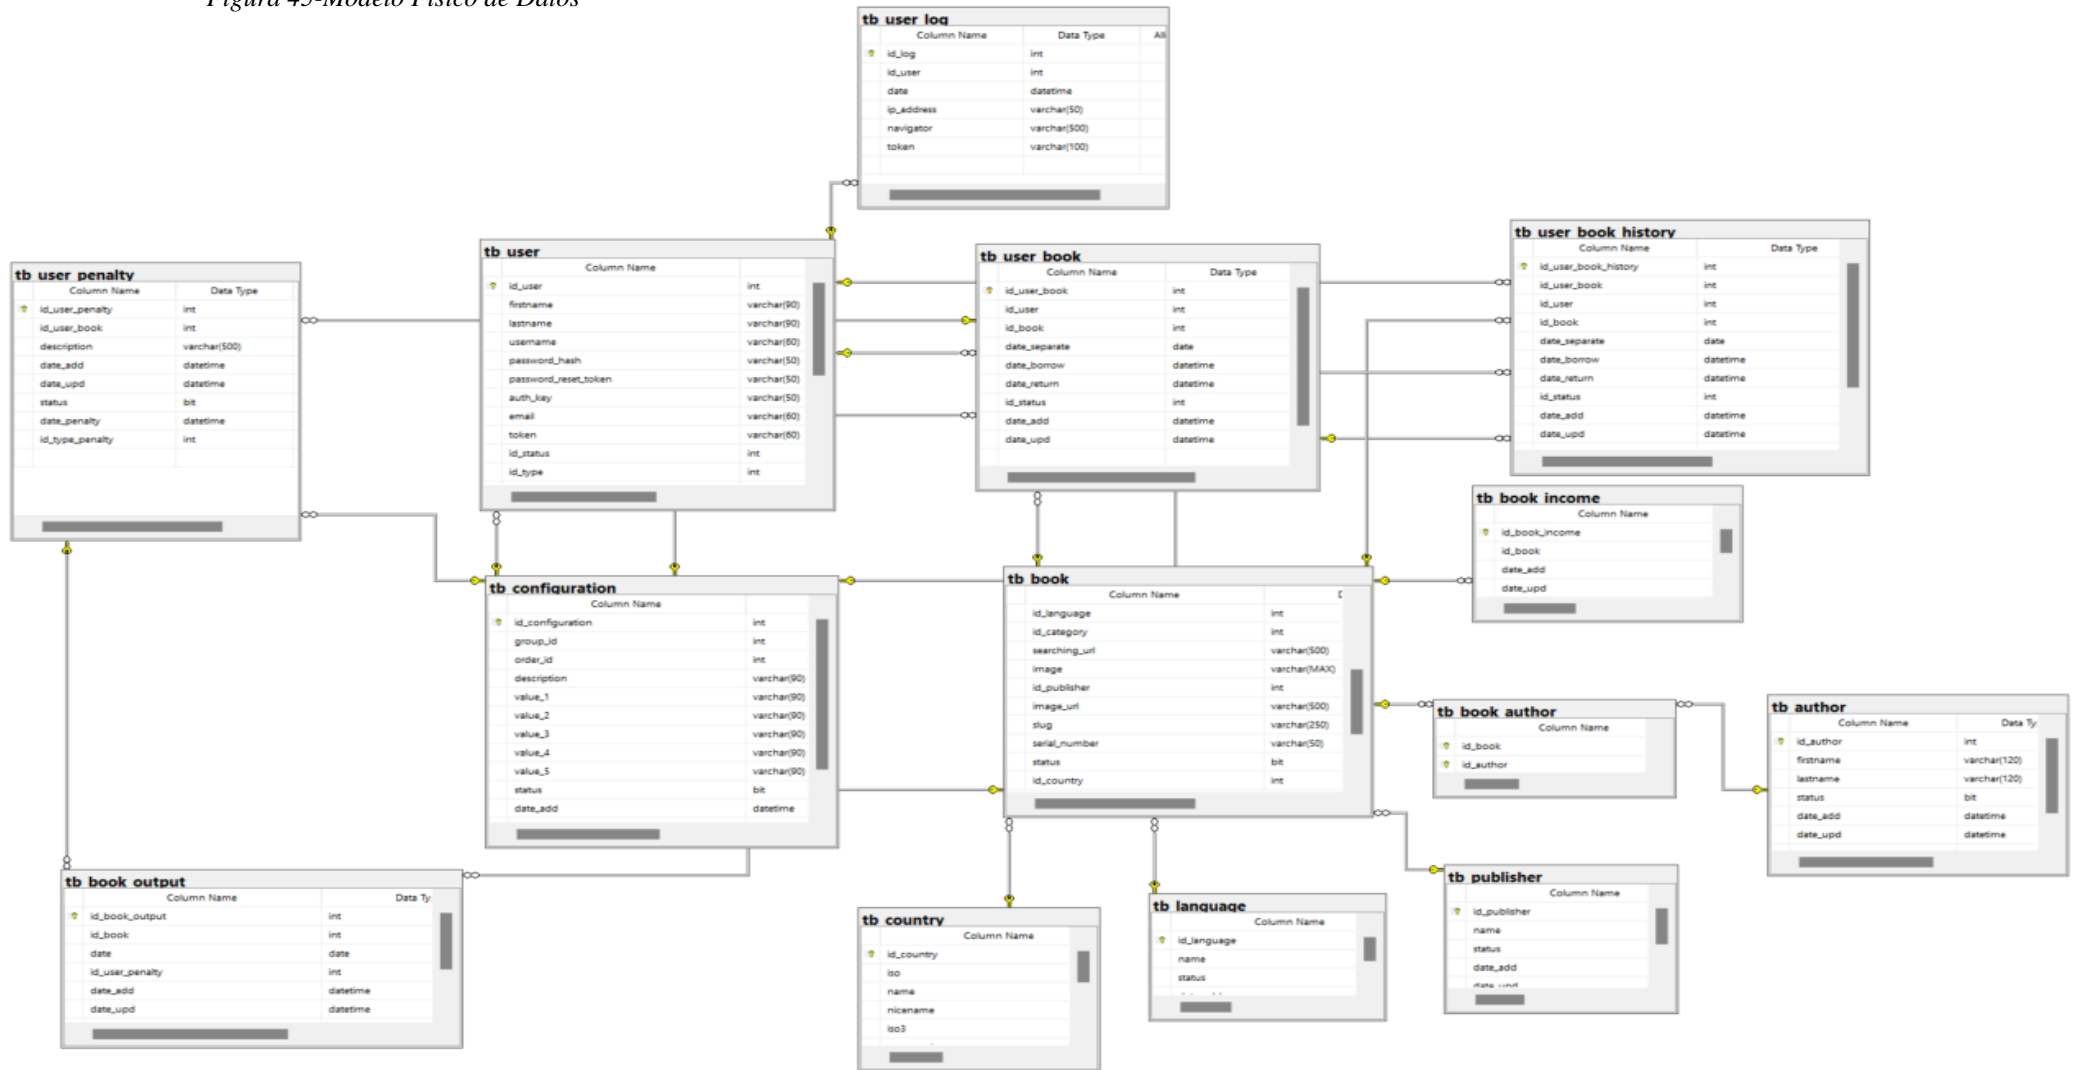 Figura 45-Modelo Físico de Datos
tb_user_log
Column Name Data Type All
id_log int
id_user int
date datetime
ip_address varchar(50)
navigator varchar(500)
token varchar(100)
tb_user_penalty
Column Name Data Type
id_user_penalty int
id_user_book int
description varchar(500)
date_add datetime
date_upd datetime
status bit
date_penalty datetime
id_type_penalty int
tb_user
Column Name
id_user int
firstname varchar(90)
lastname varchar(90)
username varchar(60)
password_hash varchar(50)
password_reset_token varchar(50)
auth_key varchar(50)
email varchar(60)
token varchar(60)
id_status int
id_type int
tb_user_book
Column Name Data Type
id_user_book int
id_user int
id_book int
date_separate date
date_borrow datetime
date_return datetime
id_status int
date_add datetime
date_upd datetime
tb_user_book_history
Column Name Data Type
id_user_book_history int
id_user_book int
id_user int
id_book int
date_separate date
date_borrow datetime
date_return datetime
id_status int
date_add datetime
date_upd datetime
tb_book_income
Column Name
id_book_income
id_book
date_add
date_upd
tb_configuration
Column Name
id_configuration int
group_id int
order_id int
description varchar(90)
value_1 varchar(90)
value_2 varchar(90)
value_3 varchar(90)
value_4 varchar(90)
value_5 varchar(90)
status bit
date_add datetime
tb_book
Column Name D
id_language int
id_category int
searching_url varchar(500)
image varchar(MAX)
id_publisher int
image_url varchar(500)
slug varchar(250)
serial_number varchar(50)
status bit
id_country int
tb_book_author
Column Name
id_book
id_author
tb_author
Column Name Data Ty
id_author int
firstname varchar(120)
lastname varchar(120)
status bit
date_add datetime
date_upd datetime
tb_book_output
Column Name Data Ty
id_book_output int
id_book int
date date
id_user_penalty int
date_add datetime
date_upd datetime
tb_country
Column Name
id_country
iso
name
nicename
iso3
tb_language
Column Name
id_language
name
status
tb_publisher
Column Name
id_publisher
name
status
date_add
date_upd